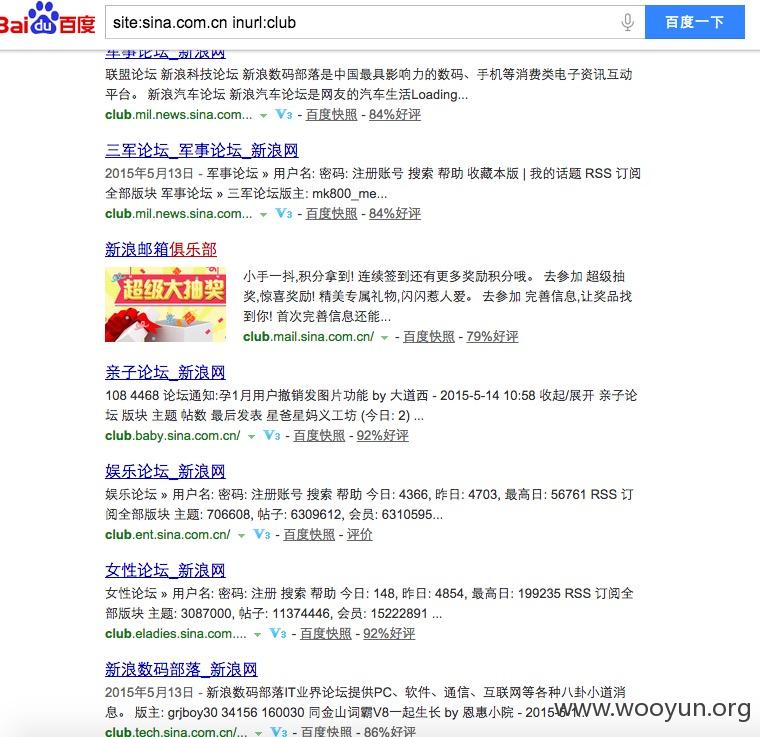 Bai du 百度
site:sina.com.cn inurl:club
百度一下
军事论坛_新浪网
联盟论坛 新浪科技论坛 新浪数码部落是中国最具影响力的数码、手机等消费类电子资讯互动
平台。 新浪汽车论坛 新浪汽车论坛是网友的汽车生活Loading...
club.mil.news.sina.com... V3 - 百度快照 - 84%好评
三军论坛_军事论坛_新浪网
2015年5月13日 - 军事论坛 » 用户名: 密码: 注册账号 搜索 帮助 收藏本版 | 我的话题 RSS 订阅
全部版块 军事论坛 » 三军论坛版主: mk800_me...
club.mil.news.sina.com... V3 - 百度快照 - 84%好评
新浪邮箱俱乐部
超级大抽奖
小手一抖,积分拿到! 连续签到还有更多奖励积分哦。 去参加 超级抽
奖,惊喜奖励! 精美专属礼物,闪闪惹人爱。 去参加 完善信息,让奖品找
到你! 首次完善信息还能...
club.mail.sina.com.cn/ - 百度快照 - 79%好评
亲子论坛_新浪网
108 4468 论坛通知:孕1月用户撤销发图片功能 by 大道西 - 2015-5-14 10:58 收起/展开 亲子论
坛 版块 主题 帖数 最后发表 星爸星妈义工坊 (今日: 2) ...
club.baby.sina.com.cn/ V3 - 百度快照 - 92%好评
娱乐论坛_新浪网
娱乐论坛 » 用户名: 密码: 注册账号 搜索 帮助 今日: 4366, 昨日: 4703, 最高日: 56761 RSS 订
阅全部版块 主题: 706608, 帖子: 6309612, 会员: 6310595...
club.ent.sina.com.cn/ V3 - 百度快照 - 评价
女性论坛_新浪网
女性论坛 » 用户名: 密码: 注册 搜索 帮助 今日: 148, 昨日: 4854, 最高日: 199235 RSS 订阅全
部版块 主题: 3087000, 帖子: 11374446, 会员: 15222891 ...
club.eladies.sina.com.... V3 - 百度快照 - 92%好评
新浪数码部落_新浪网
2015年5月13日 - 新浪数码部落IT业界论坛提供PC、软件、通信、互联网等各种八卦小道消
息。 版主: grjboy30 34156 160030 同金山词霸V8一起生长 by 恩惠小院 - 2015-5-1...
www.wooyun.org
club.tech.sina.com.cn/... V3 - 百度快照 - 86%好评